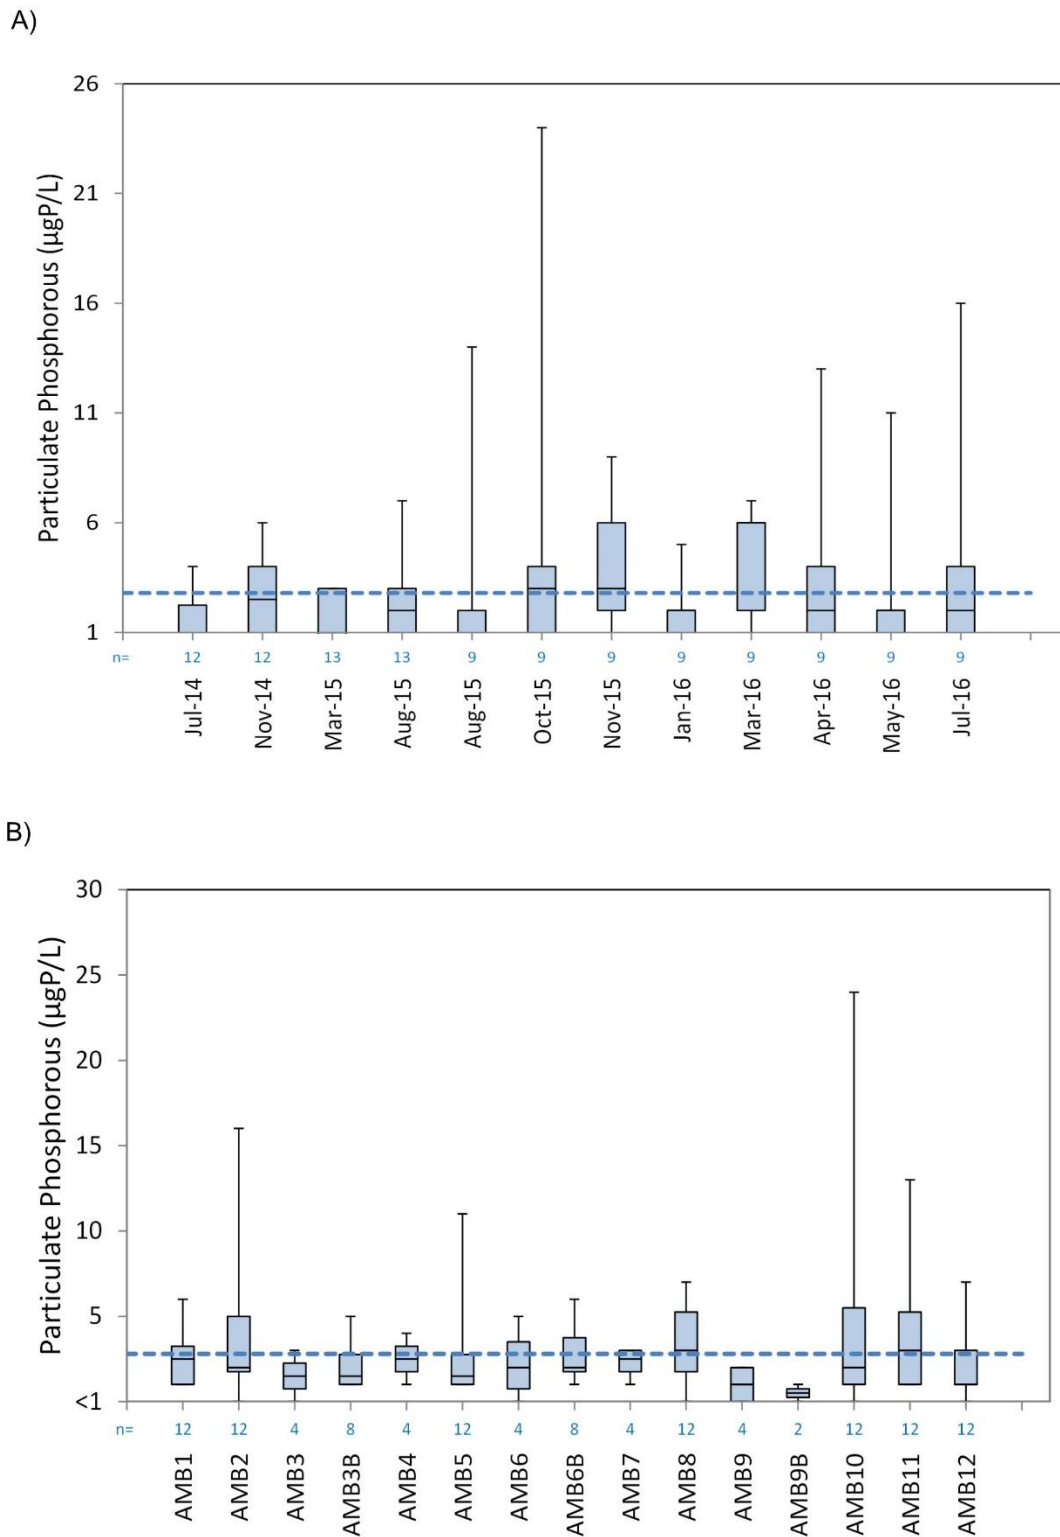 A)
Particulate Phosphorous (µgP/L)
26
21
16
11
6
1
n= 12 12 13 13 9 9 9 9 9 9 9 9
Jul-14 Nov-14 Mar-15 Aug-15 Aug-15 Oct-15 Nov-15 Jan-16 Mar-16 Apr-16 May-16 Jul-16
B)
Particulate Phosphorous (µgP/L)
30
25
20
15
10
5
<1
n= 12 12 4 8 4 12 4 8 4 12 4 2 12 12 12
AMB1 AMB2 AMB3 AMB3B AMB4 AMB5 AMB6 AMB6B AMB7 AMB8 AMB9 AMB9B AMB10 AMB11 AMB12